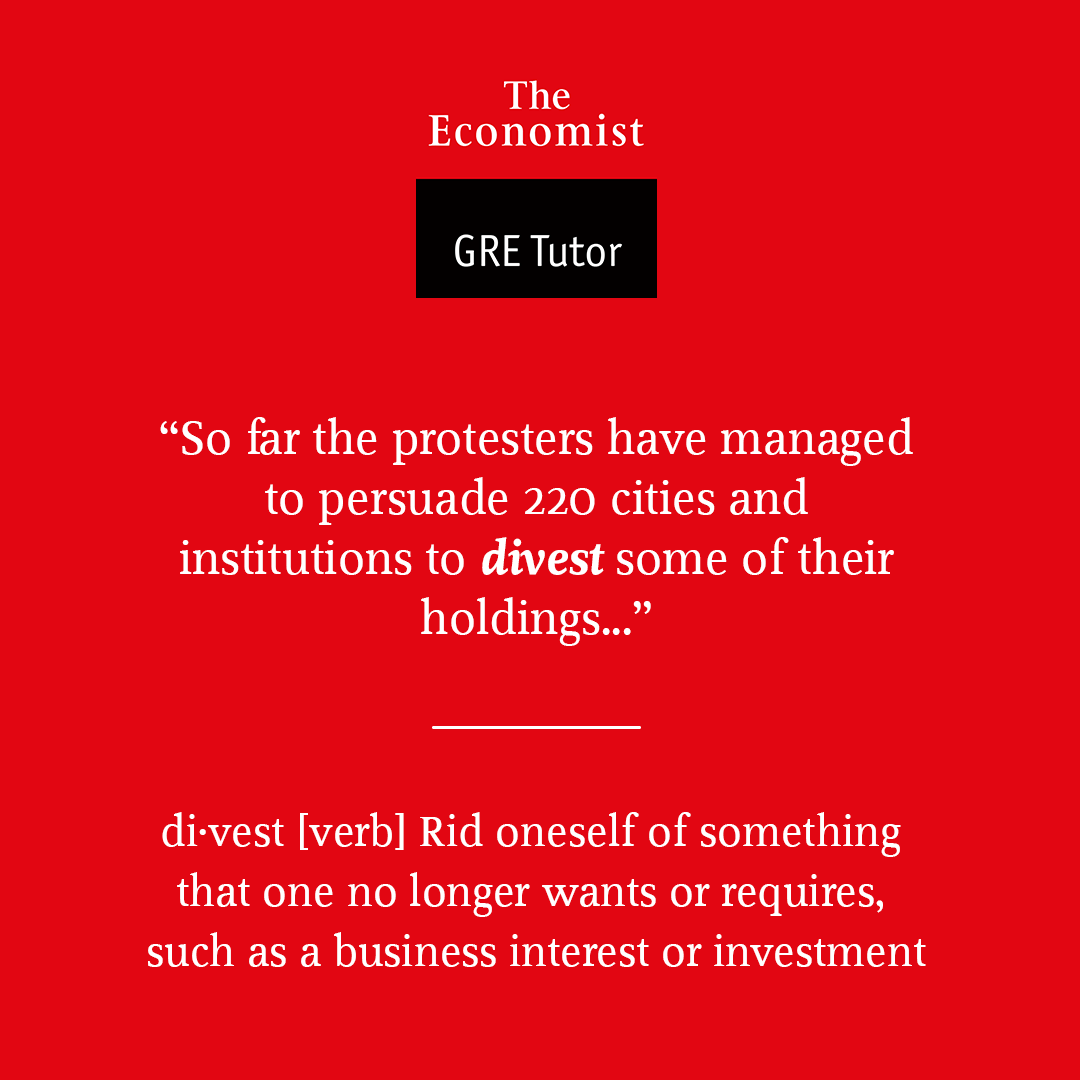 The
Economist
GRE Tutor
“So far the protesters have managed
to persuade 220 cities and
institutions to divest some of their
holdings...”
di·vest [verb] Rid oneself of something
that one no longer wants or requires,
such as a business interest or investment